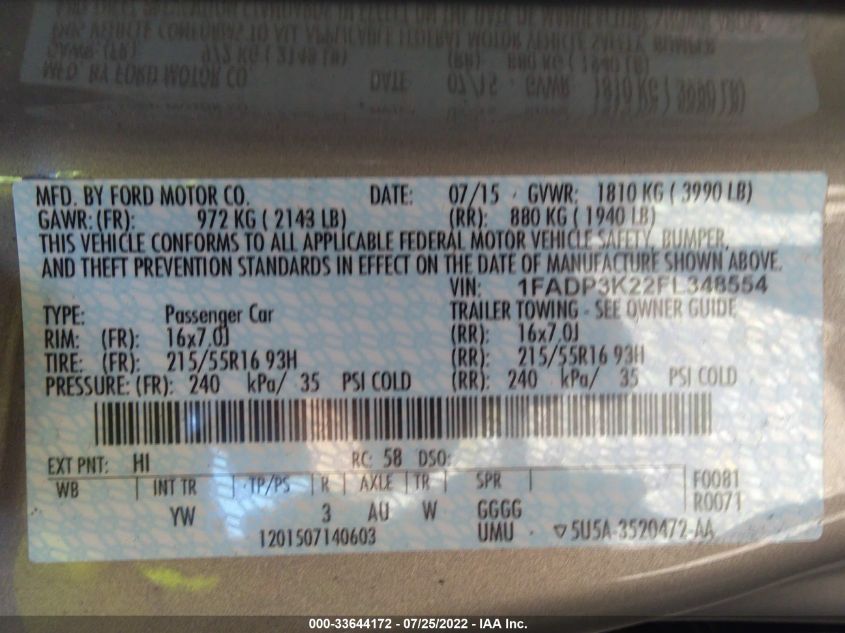 MFD. BY FORD MOTOR CO. DATE: 07/15 GVWR: 1810 KG ( 3990 LB)
GAWR: (FR): 972 KG ( 2143 LB) (RR): 880 KG ( 1940 LB)
THIS VEHICLE CONFORMS TO ALL APPLICABLE FEDERAL MOTOR VEHICLE SAFETY, BUMPER,
AND THEFT PREVENTION STANDARDS IN EFFECT ON THE DATE OF MANUFACTURE SHOWN ABOVE.
VIN: 1FADP3K22FL348554
TYPE: Passenger Car TRAILER TOWING - SEE OWNER GUIDE
RIM: (FR): 16x7.0J (RR): 16x7.0J
TIRE: (FR): 215/55R16 93H (RR): 215/55R16 93H
PRESSURE: (FR): 240 kPa/ 35 PSI COLD (RR): 240 kPa/ 35 PSI COLD
EXT PNT: HI RC: 58 DSO:
WB INT TR TP/PS R AXLE TR SPR F0081
R0071
YW 3 AU W GGGG
1201507140603 UMU 5U5A-3520472-AA
000-33644172 - 07/25/2022 - IAA Inc.